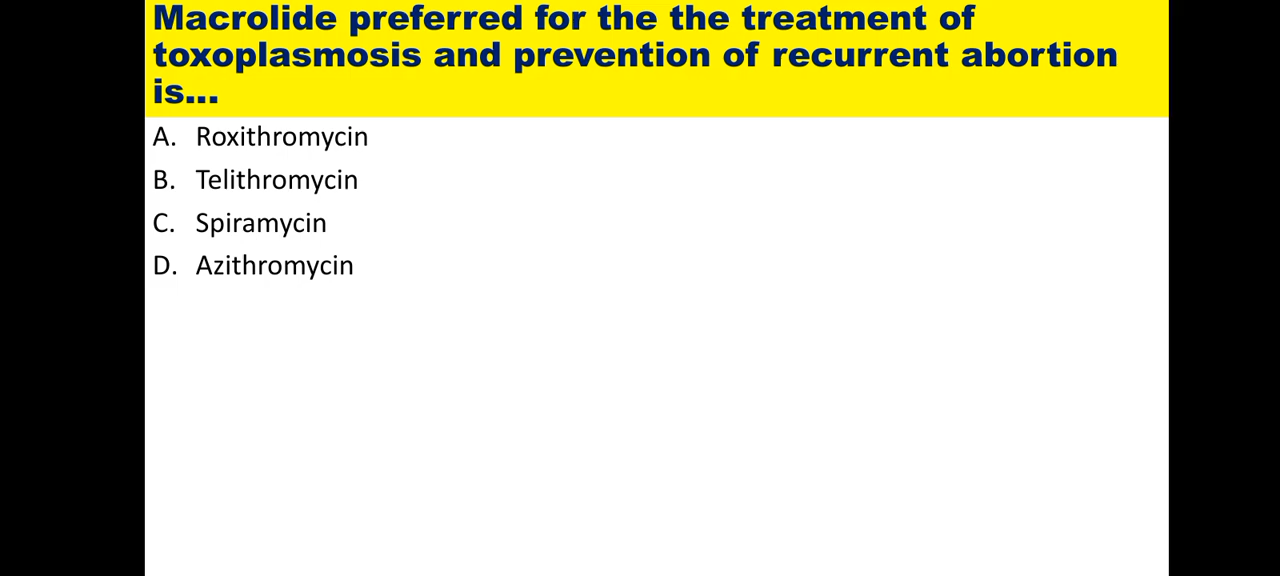 Macrolide preferred for the the treatment of
toxoplasmosis and prevention of recurrent abortion
is...
A. Roxithromycin
B. Telithromycin
C. Spiramycin
D. Azithromycin